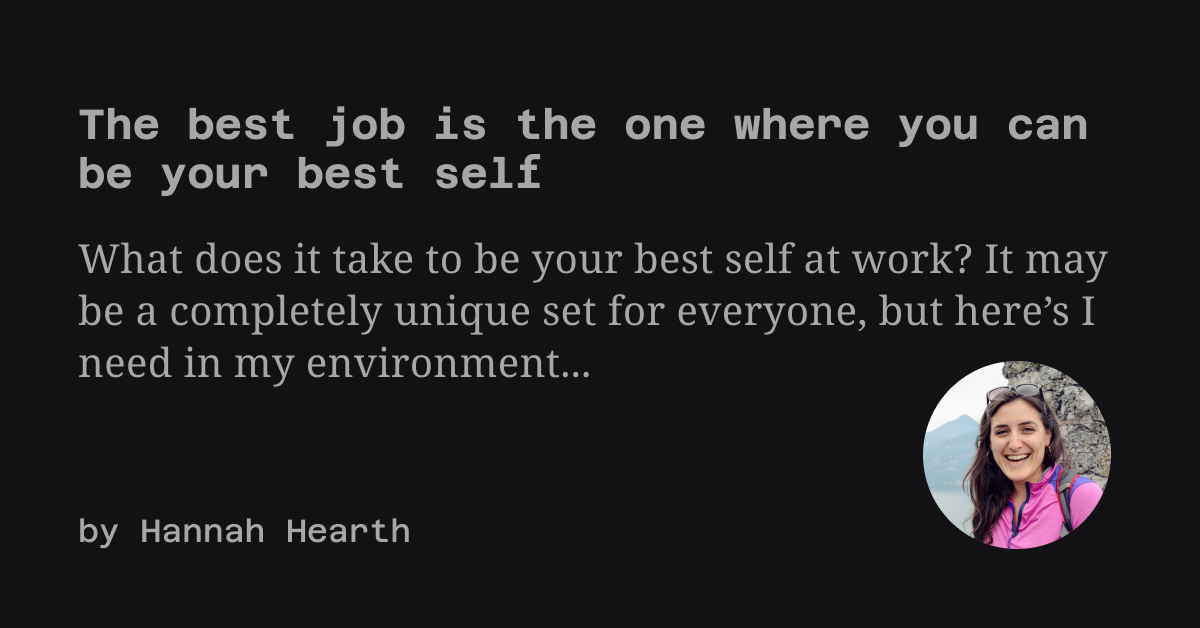 The best job is the one where you can
be your best self
What does it take to be your best self at work? It may
be a completely unique set for everyone, but here’s I
need in my environment...
by Hannah Hearth